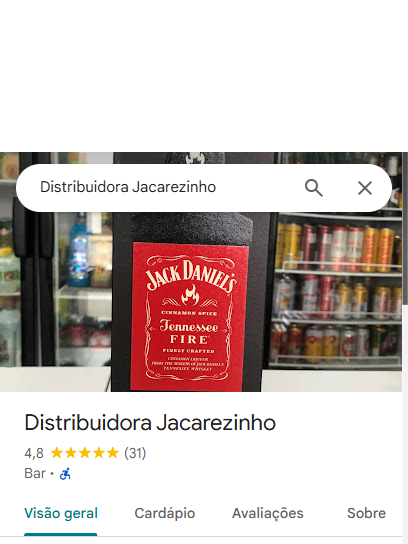 Distribuidora Jacarezinho
JACK DANIEL'S
CINNAMON SPICE
Tennessee
FIRE
FINELY CRAFTED
CINNAMON LIQUEUR
FROM THE MAKERS OF JACK DANIEL'S
TENNESSEE WHISKEY
Distribuidora Jacarezinho
4,8 (31)
Bar ·
Visão geral Cardápio Avaliações Sobre